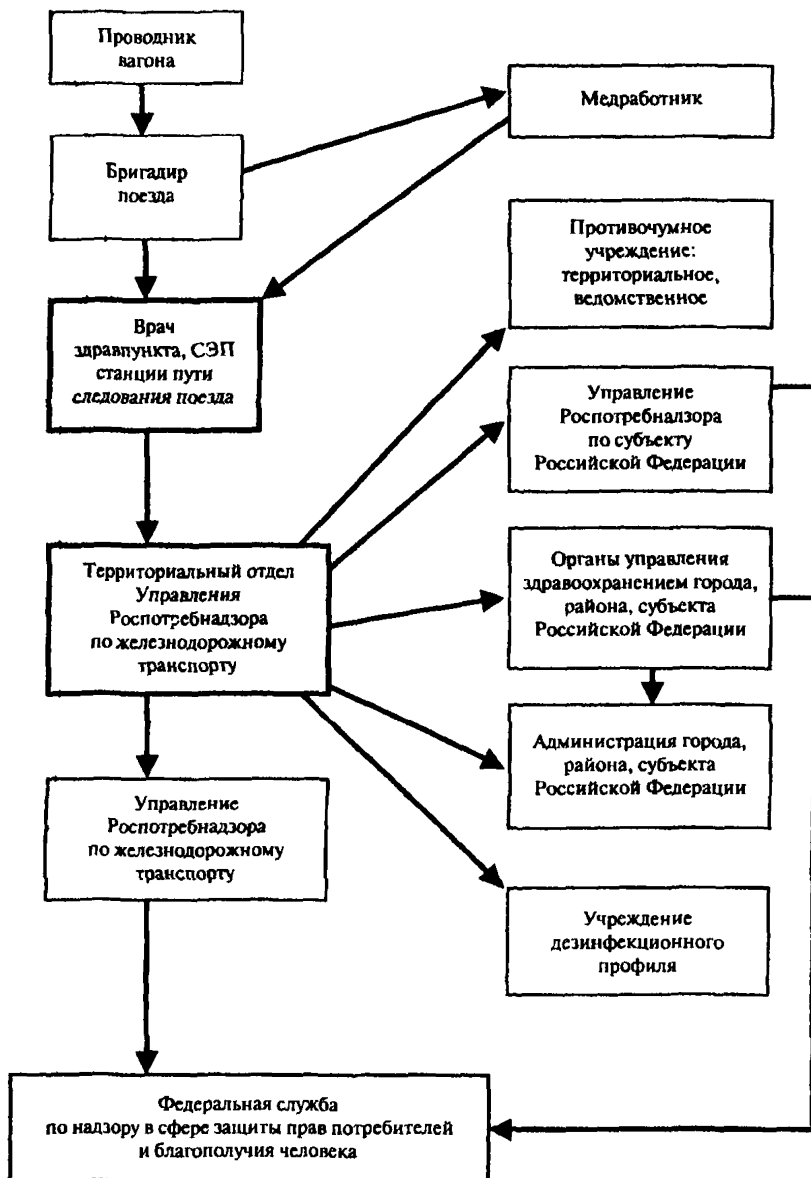 Проводник
вагона
Медработник
Бригадир
поезда
Противочумное
учреждение:
территориальное,
ведомственное
Врач
здравпункта, СЭП
станции пути
следования поезда
Управление
Роспотребналзора
по субъекту
Российской Федерации
Территориальный отдел
Управления
Роспотребнадзора
по железнодорожному
транспорту
Органы управления
здравоохранением города,
района, субъекта
Российской Федерации
Администрация города,
района, субъекта
Российской Федерации
Управление
Роспотребнадзора
по железнодорожному
транспорту
Учреждение
дезинфекционного
профиля
Федеральная служба
по надзору в сфере защиты прав потребителей
и благополучия человека